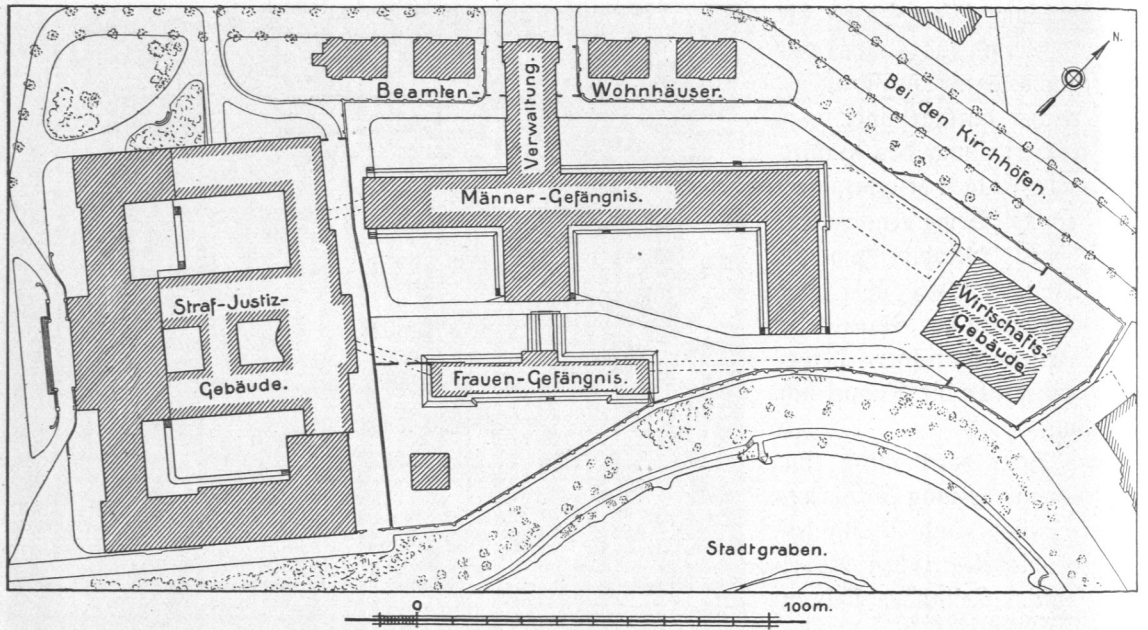 N.
Beamten-
Verwaltung.
Wohnhäuser.
Bei den Kirchhöfen.
Männer-Gefängnis.
Straf-Justiz-
Gebäude.
Wirtschafts-
Gebäude
Frauen-Gefängnis.
Stadtgraben.
0
100m.